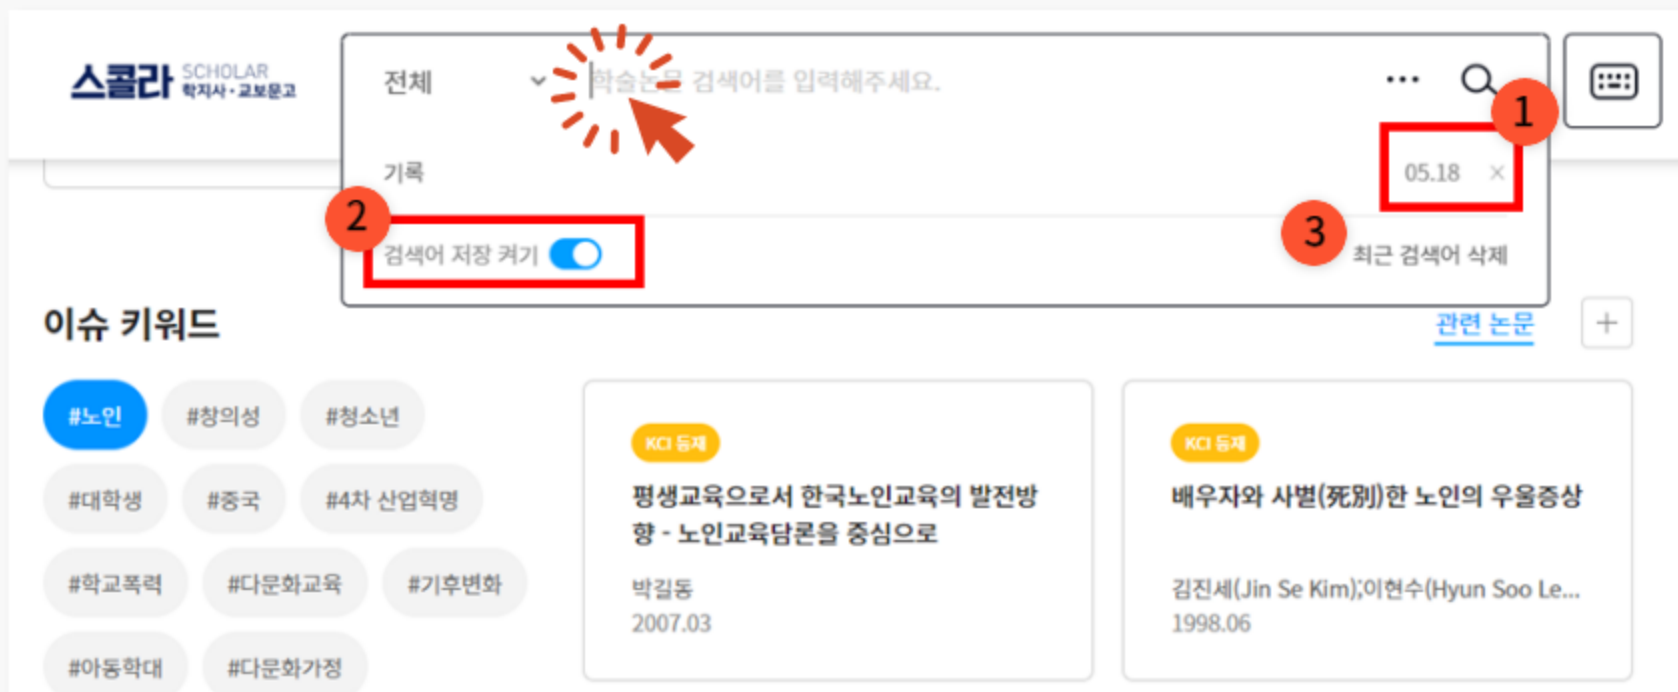 스콜라 SCHOLAR
학지사·교보문고
전체
학술논문 검색어를 입력해주세요.
1
기록
05.18 ×
2
검색어 저장 켜기
3
최근 검색어 삭제
이슈 키워드
관련 논문
#노인 #창의성 #청소년
#대학생 #중국 #4차 산업혁명
#학교폭력 #다문화교육 #기후변화
#아동학대 #다문화가정
KCI 등재
평생교육으로서 한국노인교육의 발전방
향 - 노인교육담론을 중심으로
박길동
2007.03
KCI 등재
배우자와 사별(死別)한 노인의 우울증상
김진세(Jin Se Kim);이현수(Hyun Soo Le...
1998.06